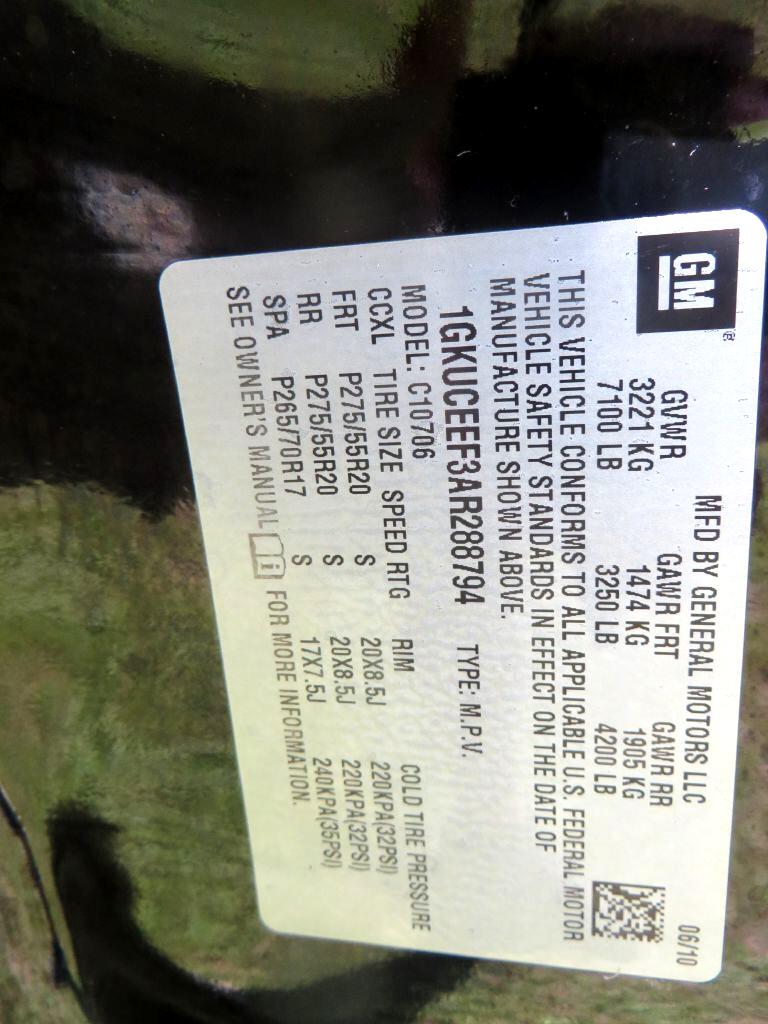 GM®
MFD BY GENERAL MOTORS LLC 06/10
GVWR GAWR FRT GAWR RR
3221 KG 1474 KG 1905 KG
7100 LB 3250 LB 4200 LB
THIS VEHICLE CONFORMS TO ALL APPLICABLE U.S. FEDERAL MOTOR
VEHICLE SAFETY STANDARDS IN EFFECT ON THE DATE OF
MANUFACTURE SHOWN ABOVE.
1GKUCEEF3AR288794 TYPE: M.P.V.
MODEL: C10706
CCXL TIRE SIZE SPEED RTG RIM COLD TIRE PRESSURE
FRT P275/55R20 S 20X8.5J 220KPA(32PSI)
RR P275/55R20 S 20X8.5J 220KPA(32PSI)
SPA P265/70R17 S 17X7.5J 240KPA(35PSI)
SEE OWNER'S MANUAL i FOR MORE INFORMATION.